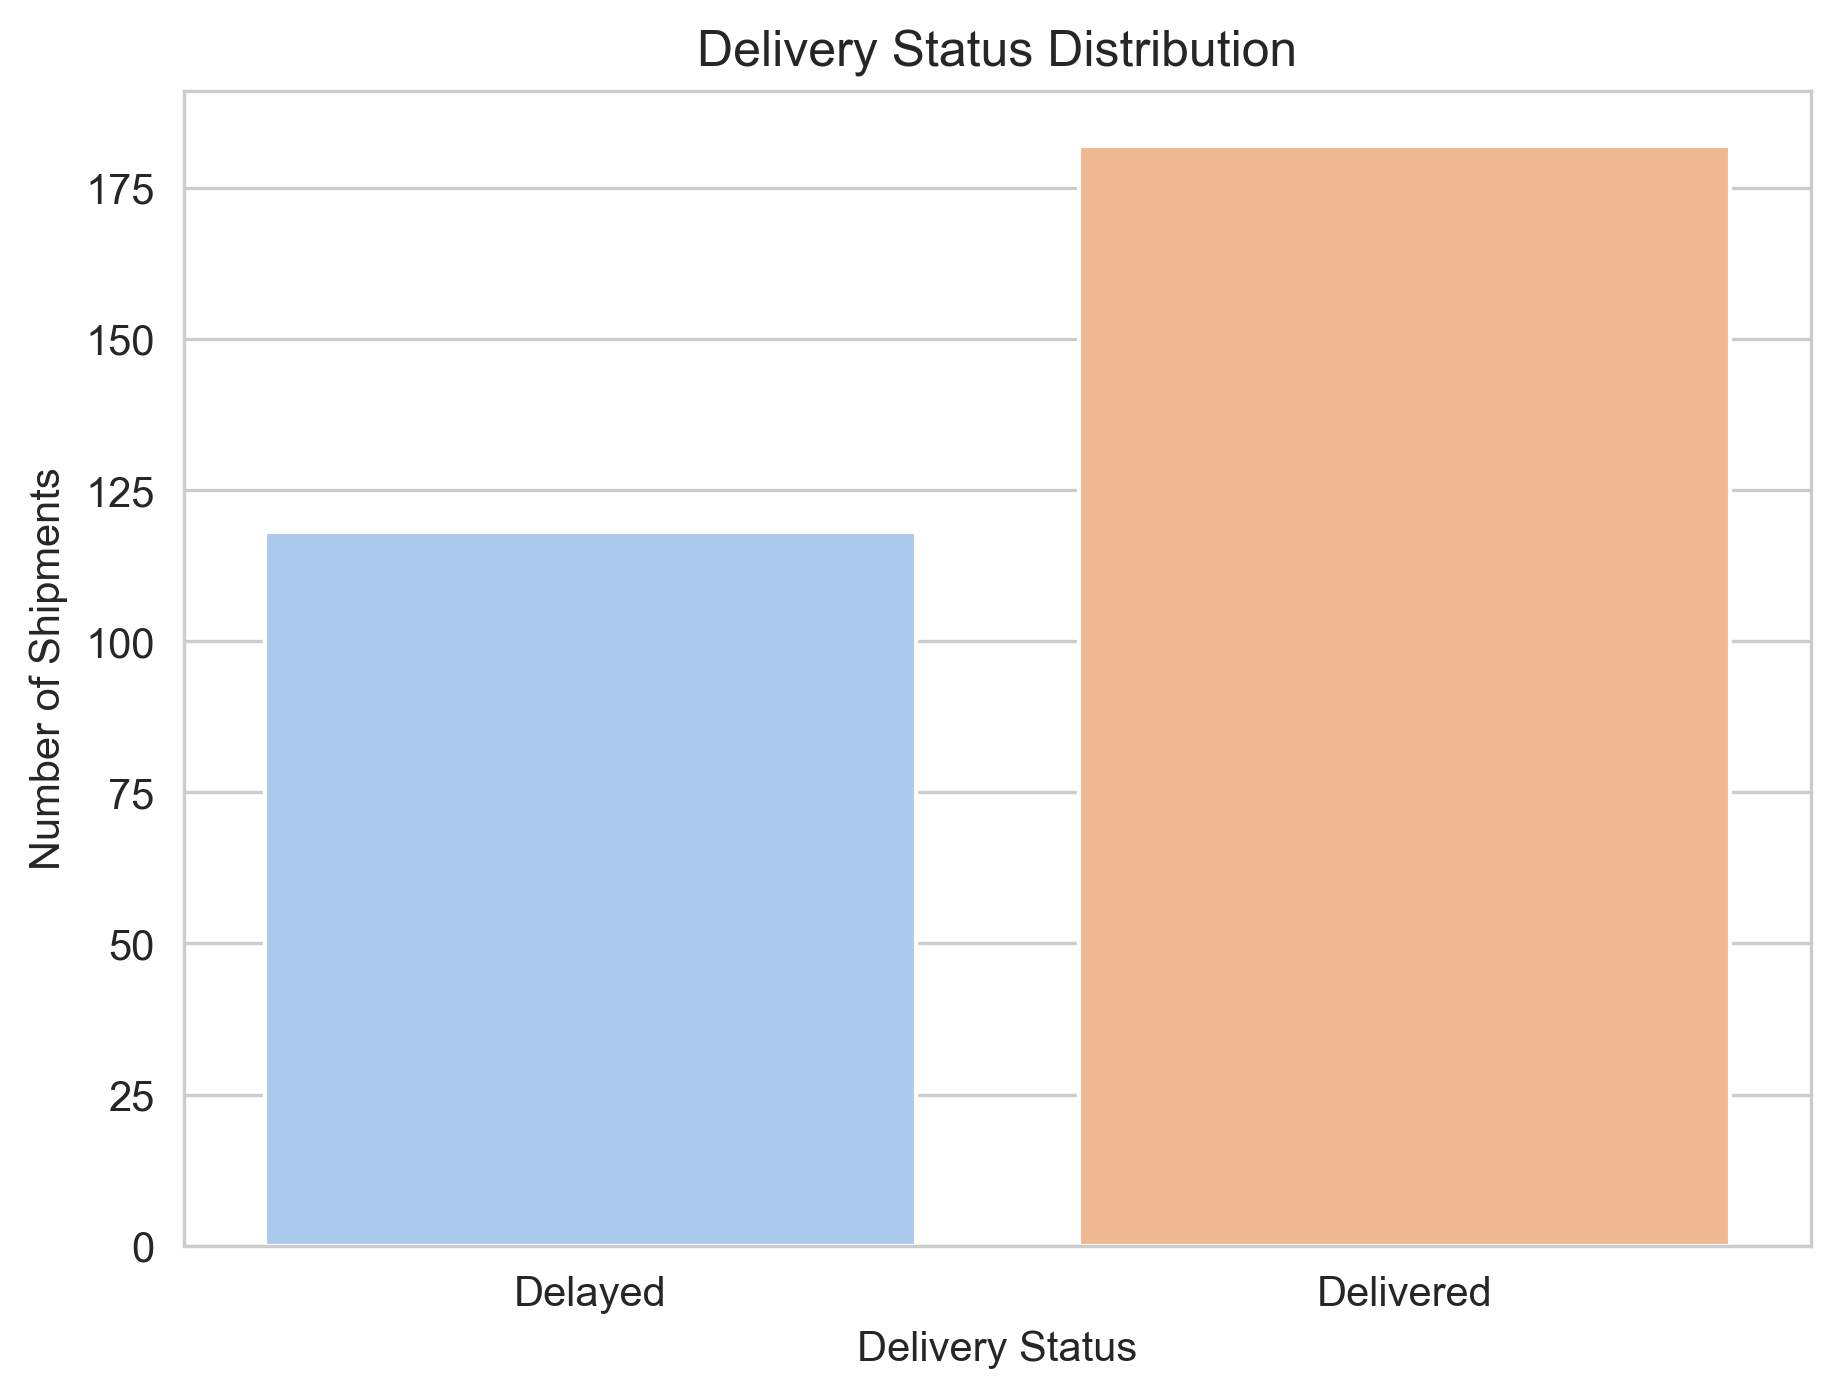 Delivery Status Distribution
175
150
125
100
75
50
25
0
Number of Shipments
Delayed
Delivered
Delivery Status